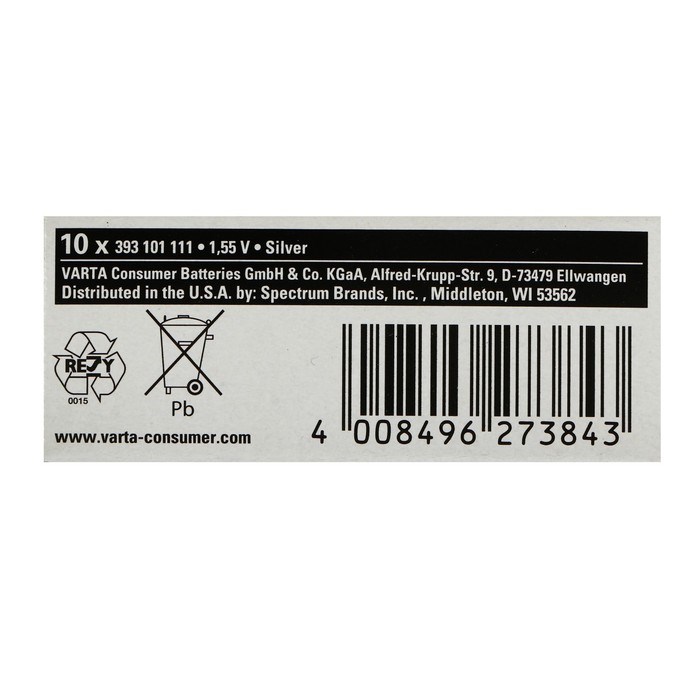 10 x 393 101 111 • 1,55 V • Silver
VARTA Consumer Batteries GmbH & Co. KGaA, Alfred-Krupp-Str. 9, D-73479 Ellwangen
Distributed in the U.S.A. by: Spectrum Brands, Inc. , Middleton, WI 53562
0015
Pb
www.varta-consumer.com
4 008496 273843